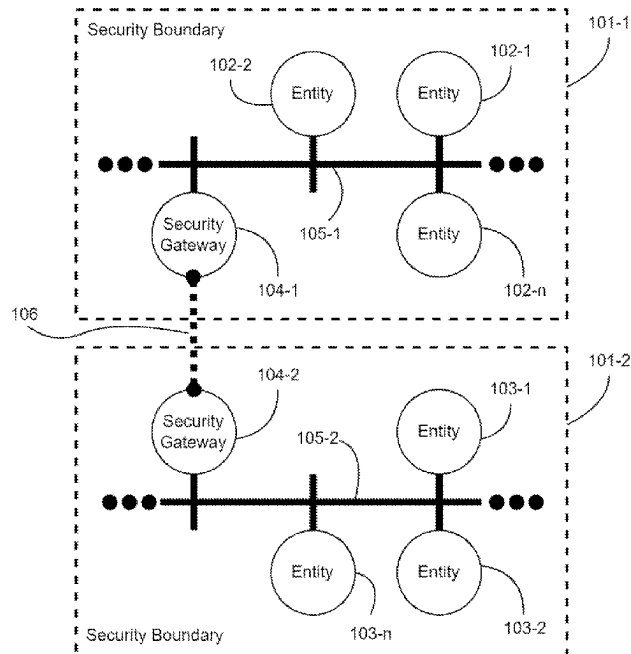 Security Boundary
101-1
102-2
102-1
Entity
Entity
Security
Gateway
105-1
Entity
104-1
102-n
106
104-2
103-1
101-2
Security
Gateway
105-2
Entity
Entity
Entity
Security Boundary
103-n
103-2